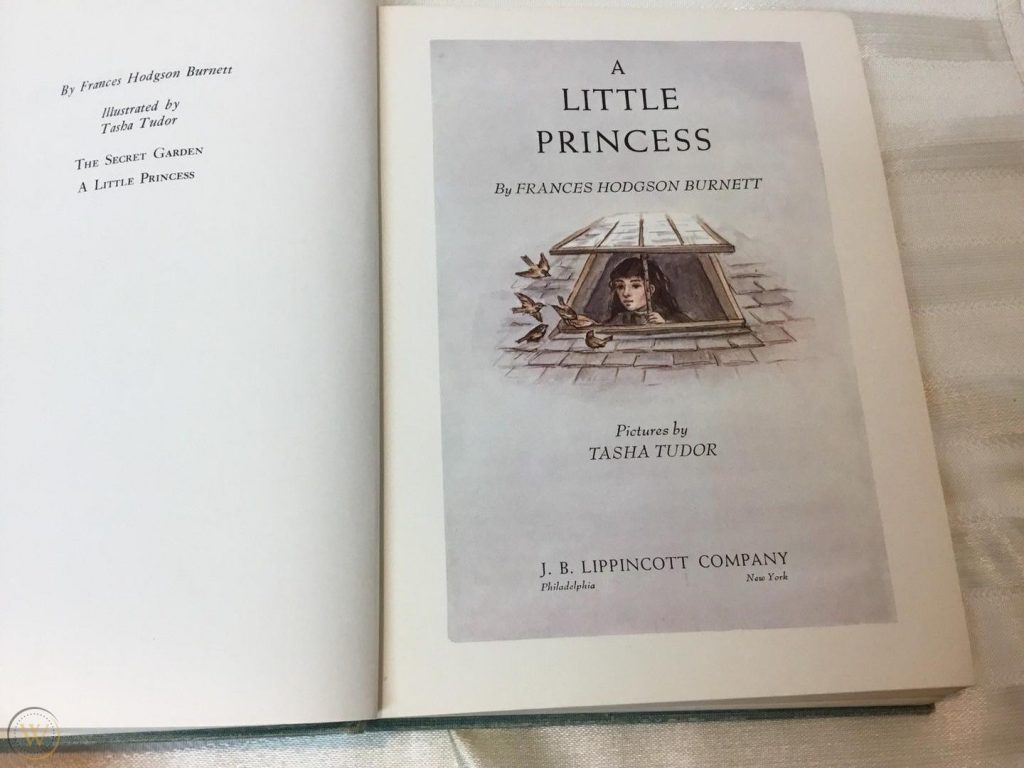 By Frances Hodgson Burnett
Illustrated by
Tasha Tudor
THE SECRET GARDEN
A LITTLE PRINCESS
A
LITTLE
PRINCESS
By FRANCES HODGSON BURNETT
Pictures by
TASHA TUDOR
J. B. LIPPINCOTT COMPANY
Philadelphia New York
W